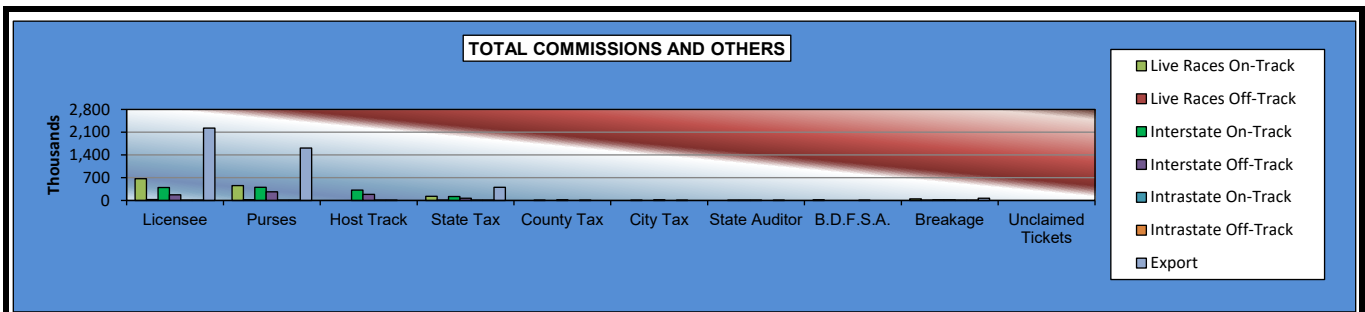 TOTAL COMMISSIONS AND OTHERS
Thousands
2,800
2,100
1,400
700
0
Licensee
Purses
Host Track
State Tax
County Tax
City Tax
State Auditor
B.D.F.S.A.
Breakage
Unclaimed
Tickets
Live Races On-Track
Live Races Off-Track
Interstate On-Track
Interstate Off-Track
Intrastate On-Track
Intrastate Off-Track
Export